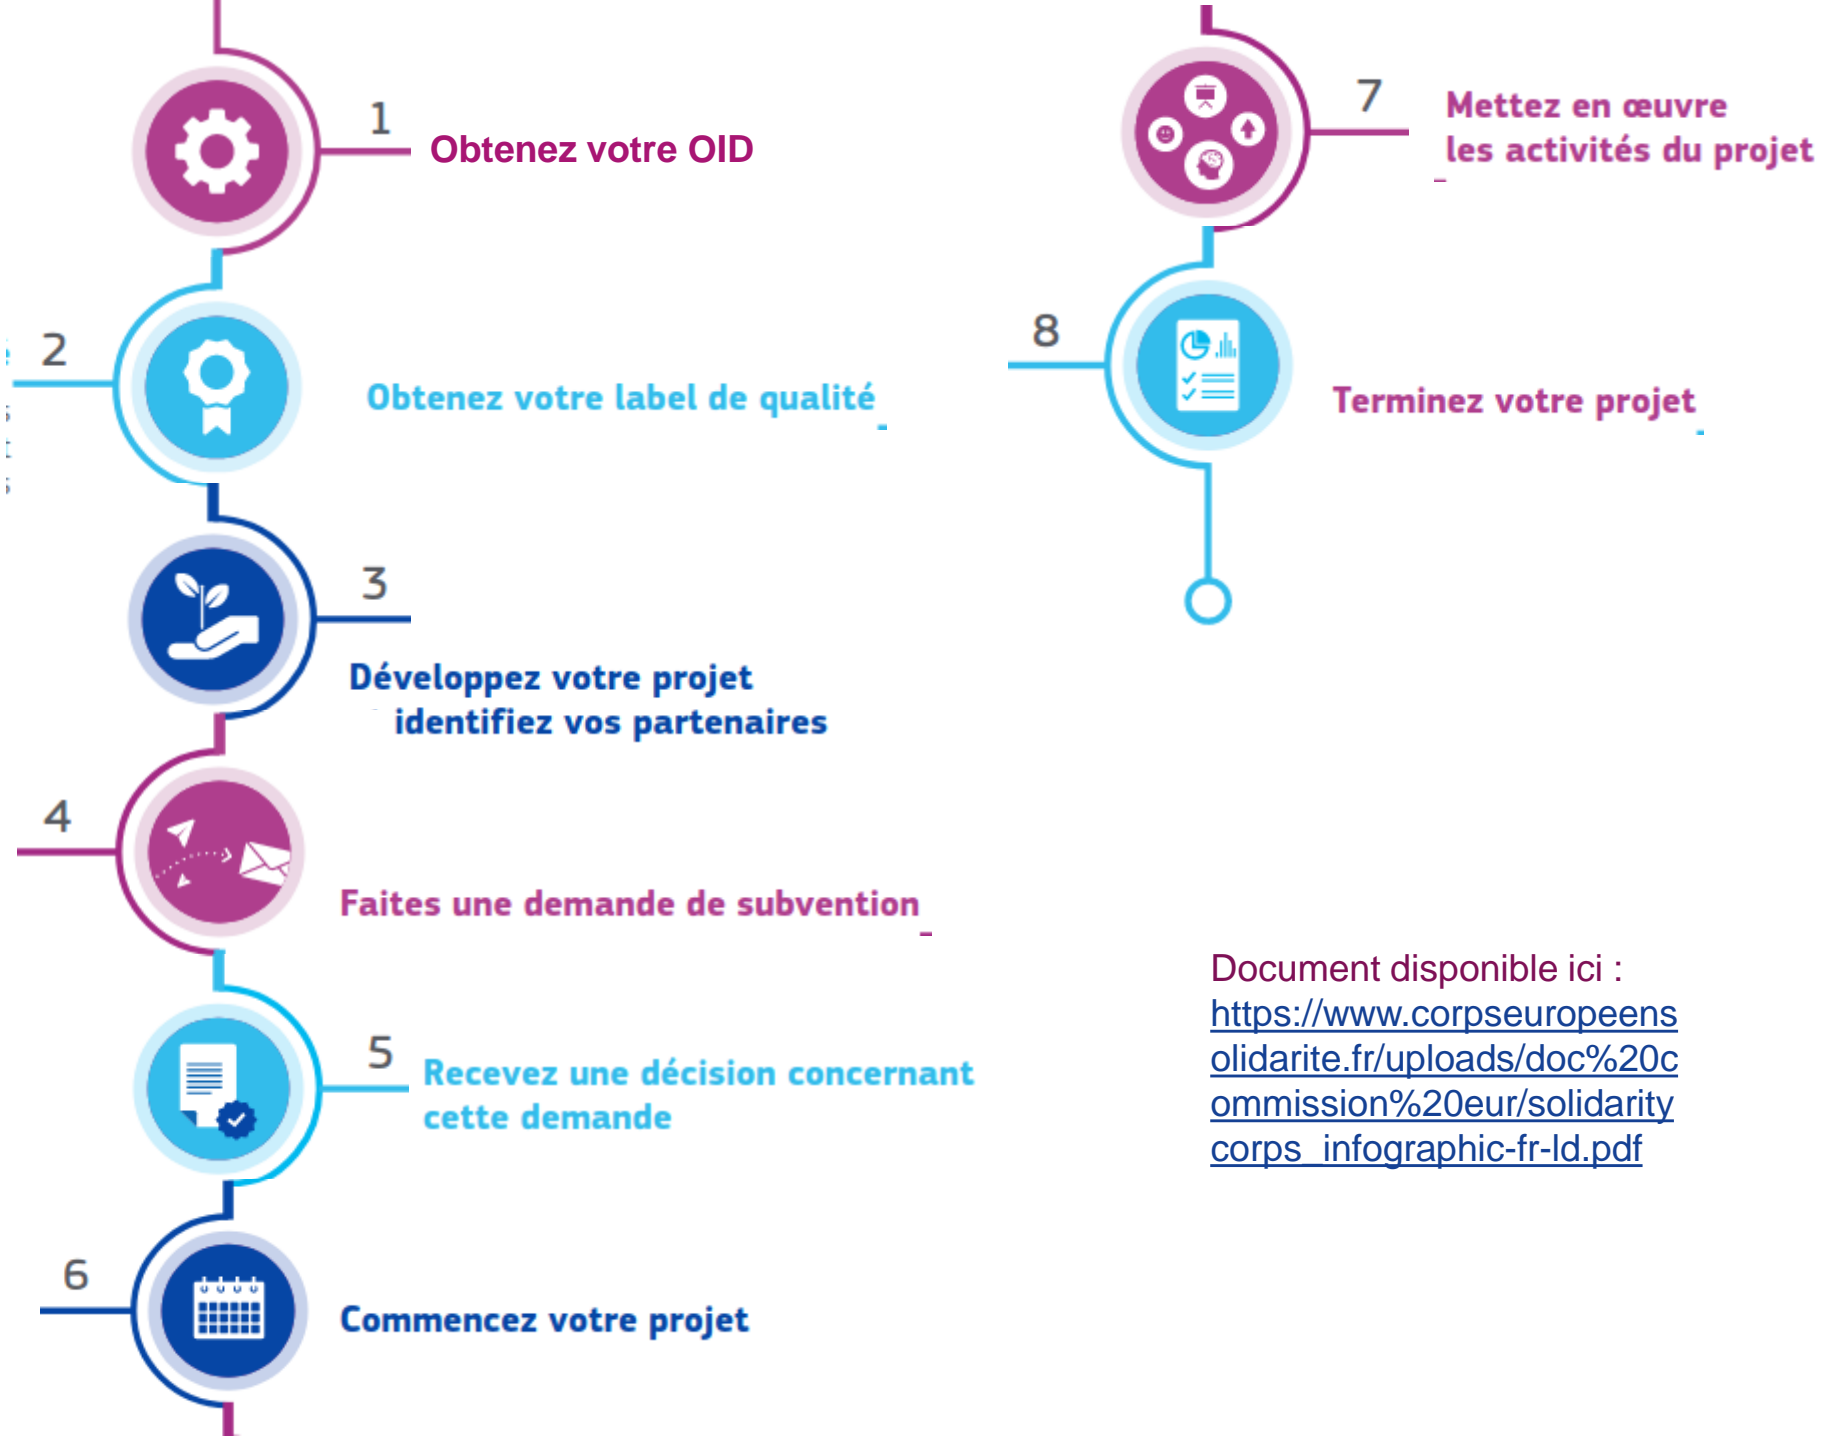 1
Obtenez votre OID
2
Obtenez votre label de qualité
3
Développez votre projet
identifiez vos partenaires
4
Faites une demande de subvention
5
Recevez une décision concernant
cette demande
6
Commencez votre projet
7
Mettez en œuvre
les activités du projet
8
Terminez votre projet
Document disponible ici :
https://www.corpseuropeens
olidarite.fr/uploads/doc%20c
ommission%20eur/solidarity
corps_infographic-fr-ld.pdf